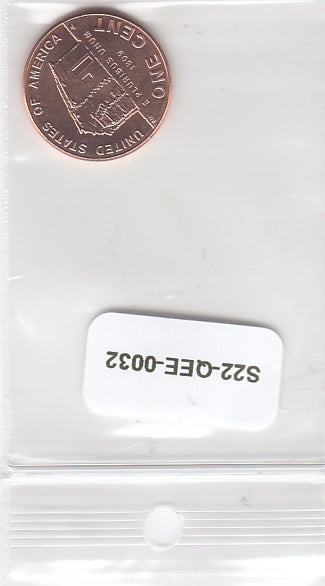 UNITED STATES OF AMERICA
ONE CENT
E PLURIBUS UNUM
1809
S22-QEE-0032